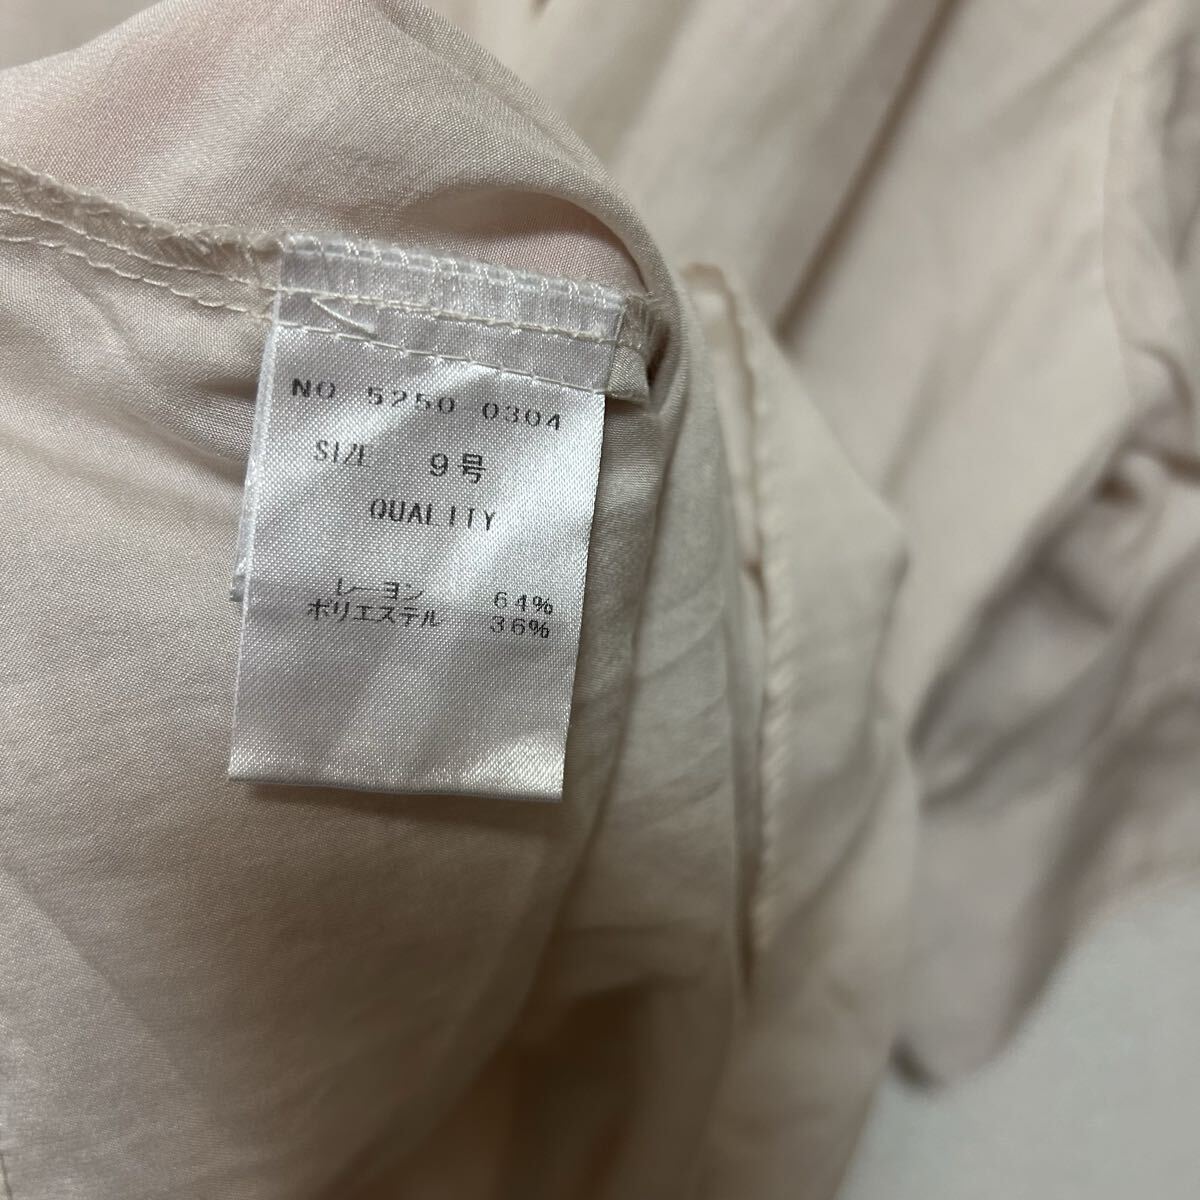 NO 5250 0304
SIZE 9号
QUALITY
レーヨン 64%
ポリエステル 36%